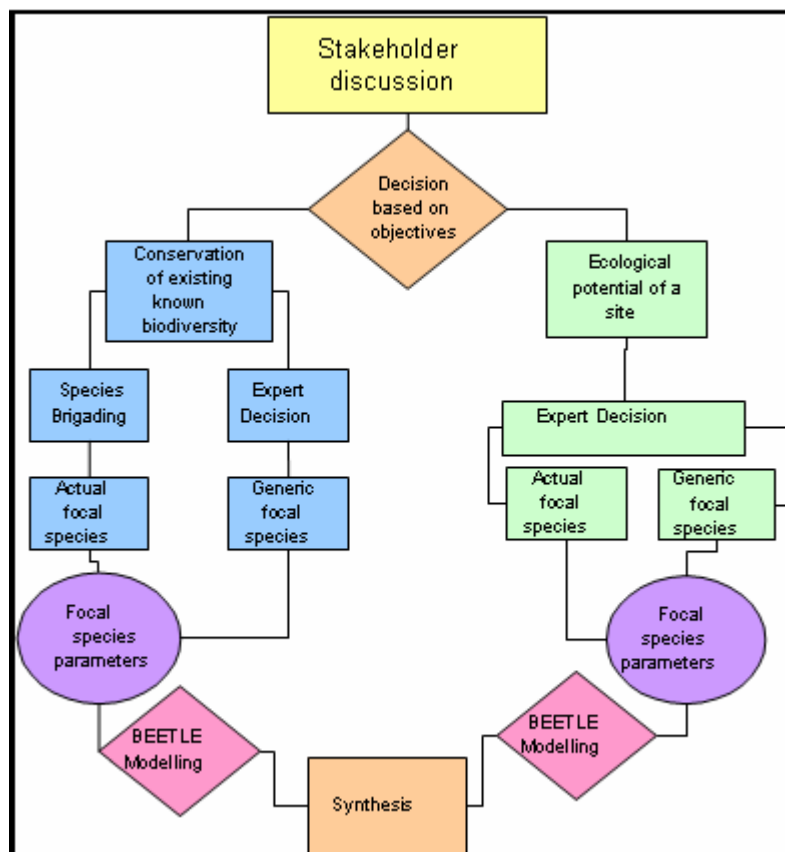 Stakeholder
discussion
Decision
based on
objectives
Conservation
of existing
known
biodiversity
Ecological
potential of a
site
Species
Brigading
Expert
Decision
Expert Decision
Actual
focal
species
Generic
focal
species
Actual
focal
species
Generic
focal
species
Focal
species
parameters
Focal
species
parameters
BEETLE
Modelling
BEETLE
Modelling
Synthesis